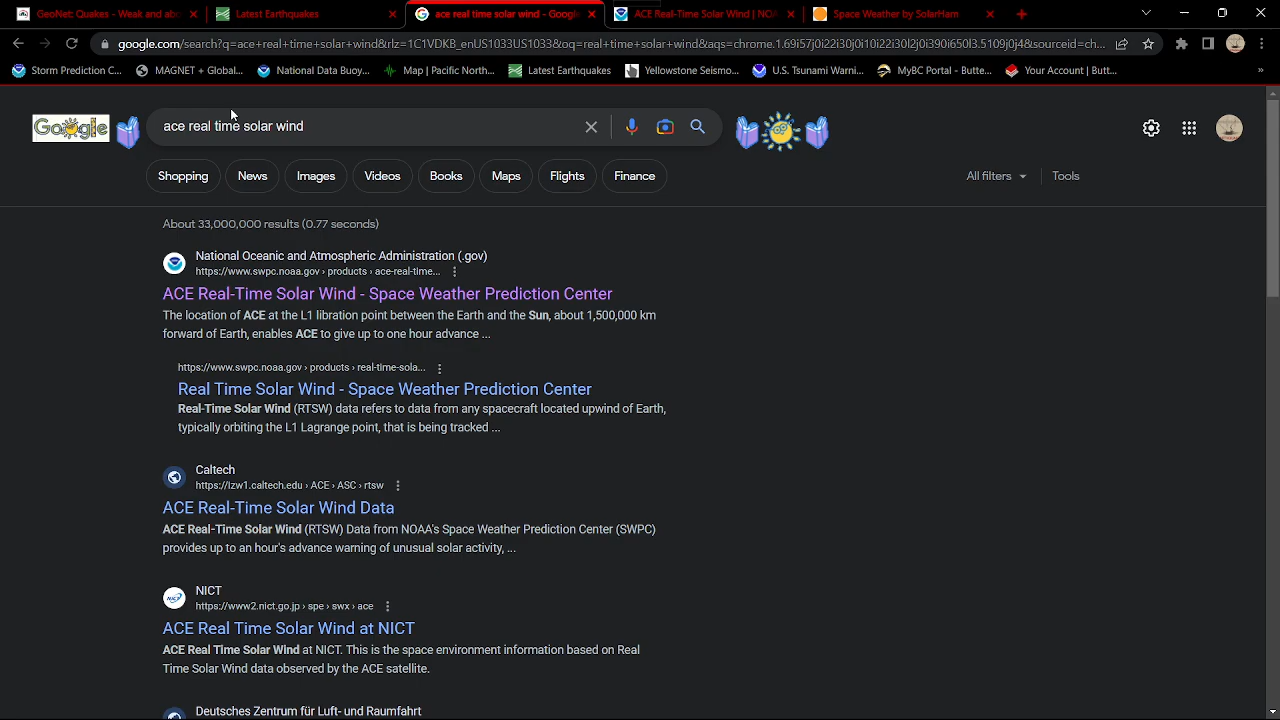 GeoNet: Quakes - Weak and abo
Latest Earthquakes
ace real time solar wind - Google
ACE Real-Time Solar Wind | NOA
Space Weather by SolarHam
google.com/search?q=ace+real+time+solar+wind&rlz=1C1VDKB_enUS1033US1033&oq=real+time+solar+wind&aqs=chrome.1.69i57j0i22i30j0i10i22i30l2j0i390i650l3.5109j0j4&sourceid=ch...
Storm Prediction C...
MAGNET + Global...
National Data Buoy...
Map | Pacific North...
Latest Earthquakes
Yellowstone Seismo...
U.S. Tsunami Warni...
MyBC Portal - Butte...
Your Account | Butt...
»
Google
ace real time solar wind
Shopping
News
Images
Videos
Books
Maps
Flights
Finance
All filters
Tools
About 33,000,000 results (0.77 seconds)
National Oceanic and Atmospheric Administration (.gov)
https://www.swpc.noaa.gov › products › ace-real-time...
ACE Real-Time Solar Wind - Space Weather Prediction Center
The location of ACE at the L1 libration point between the Earth and the Sun, about 1,500,000 km
forward of Earth, enables ACE to give up to one hour advance ...
https://www.swpc.noaa.gov › products › real-time-sola...
Real Time Solar Wind - Space Weather Prediction Center
Real-Time Solar Wind (RTSW) data refers to data from any spacecraft located upwind of Earth,
typically orbiting the L1 Lagrange point, that is being tracked ...
Caltech
https://izw1.caltech.edu › ACE › ASC › rtsw
ACE Real-Time Solar Wind Data
ACE Real-Time Solar Wind (RTSW) Data from NOAA's Space Weather Prediction Center (SWPC)
provides up to an hour's advance warning of unusual solar activity, ...
NICT
https://www2.nict.go.jp › spe › swx › ace
ACE Real Time Solar Wind at NICT
ACE Real Time Solar Wind at NICT. This is the space environment information based on Real
Time Solar Wind data observed by the ACE satellite.
Deutsches Zentrum für Luft- und Raumfahrt